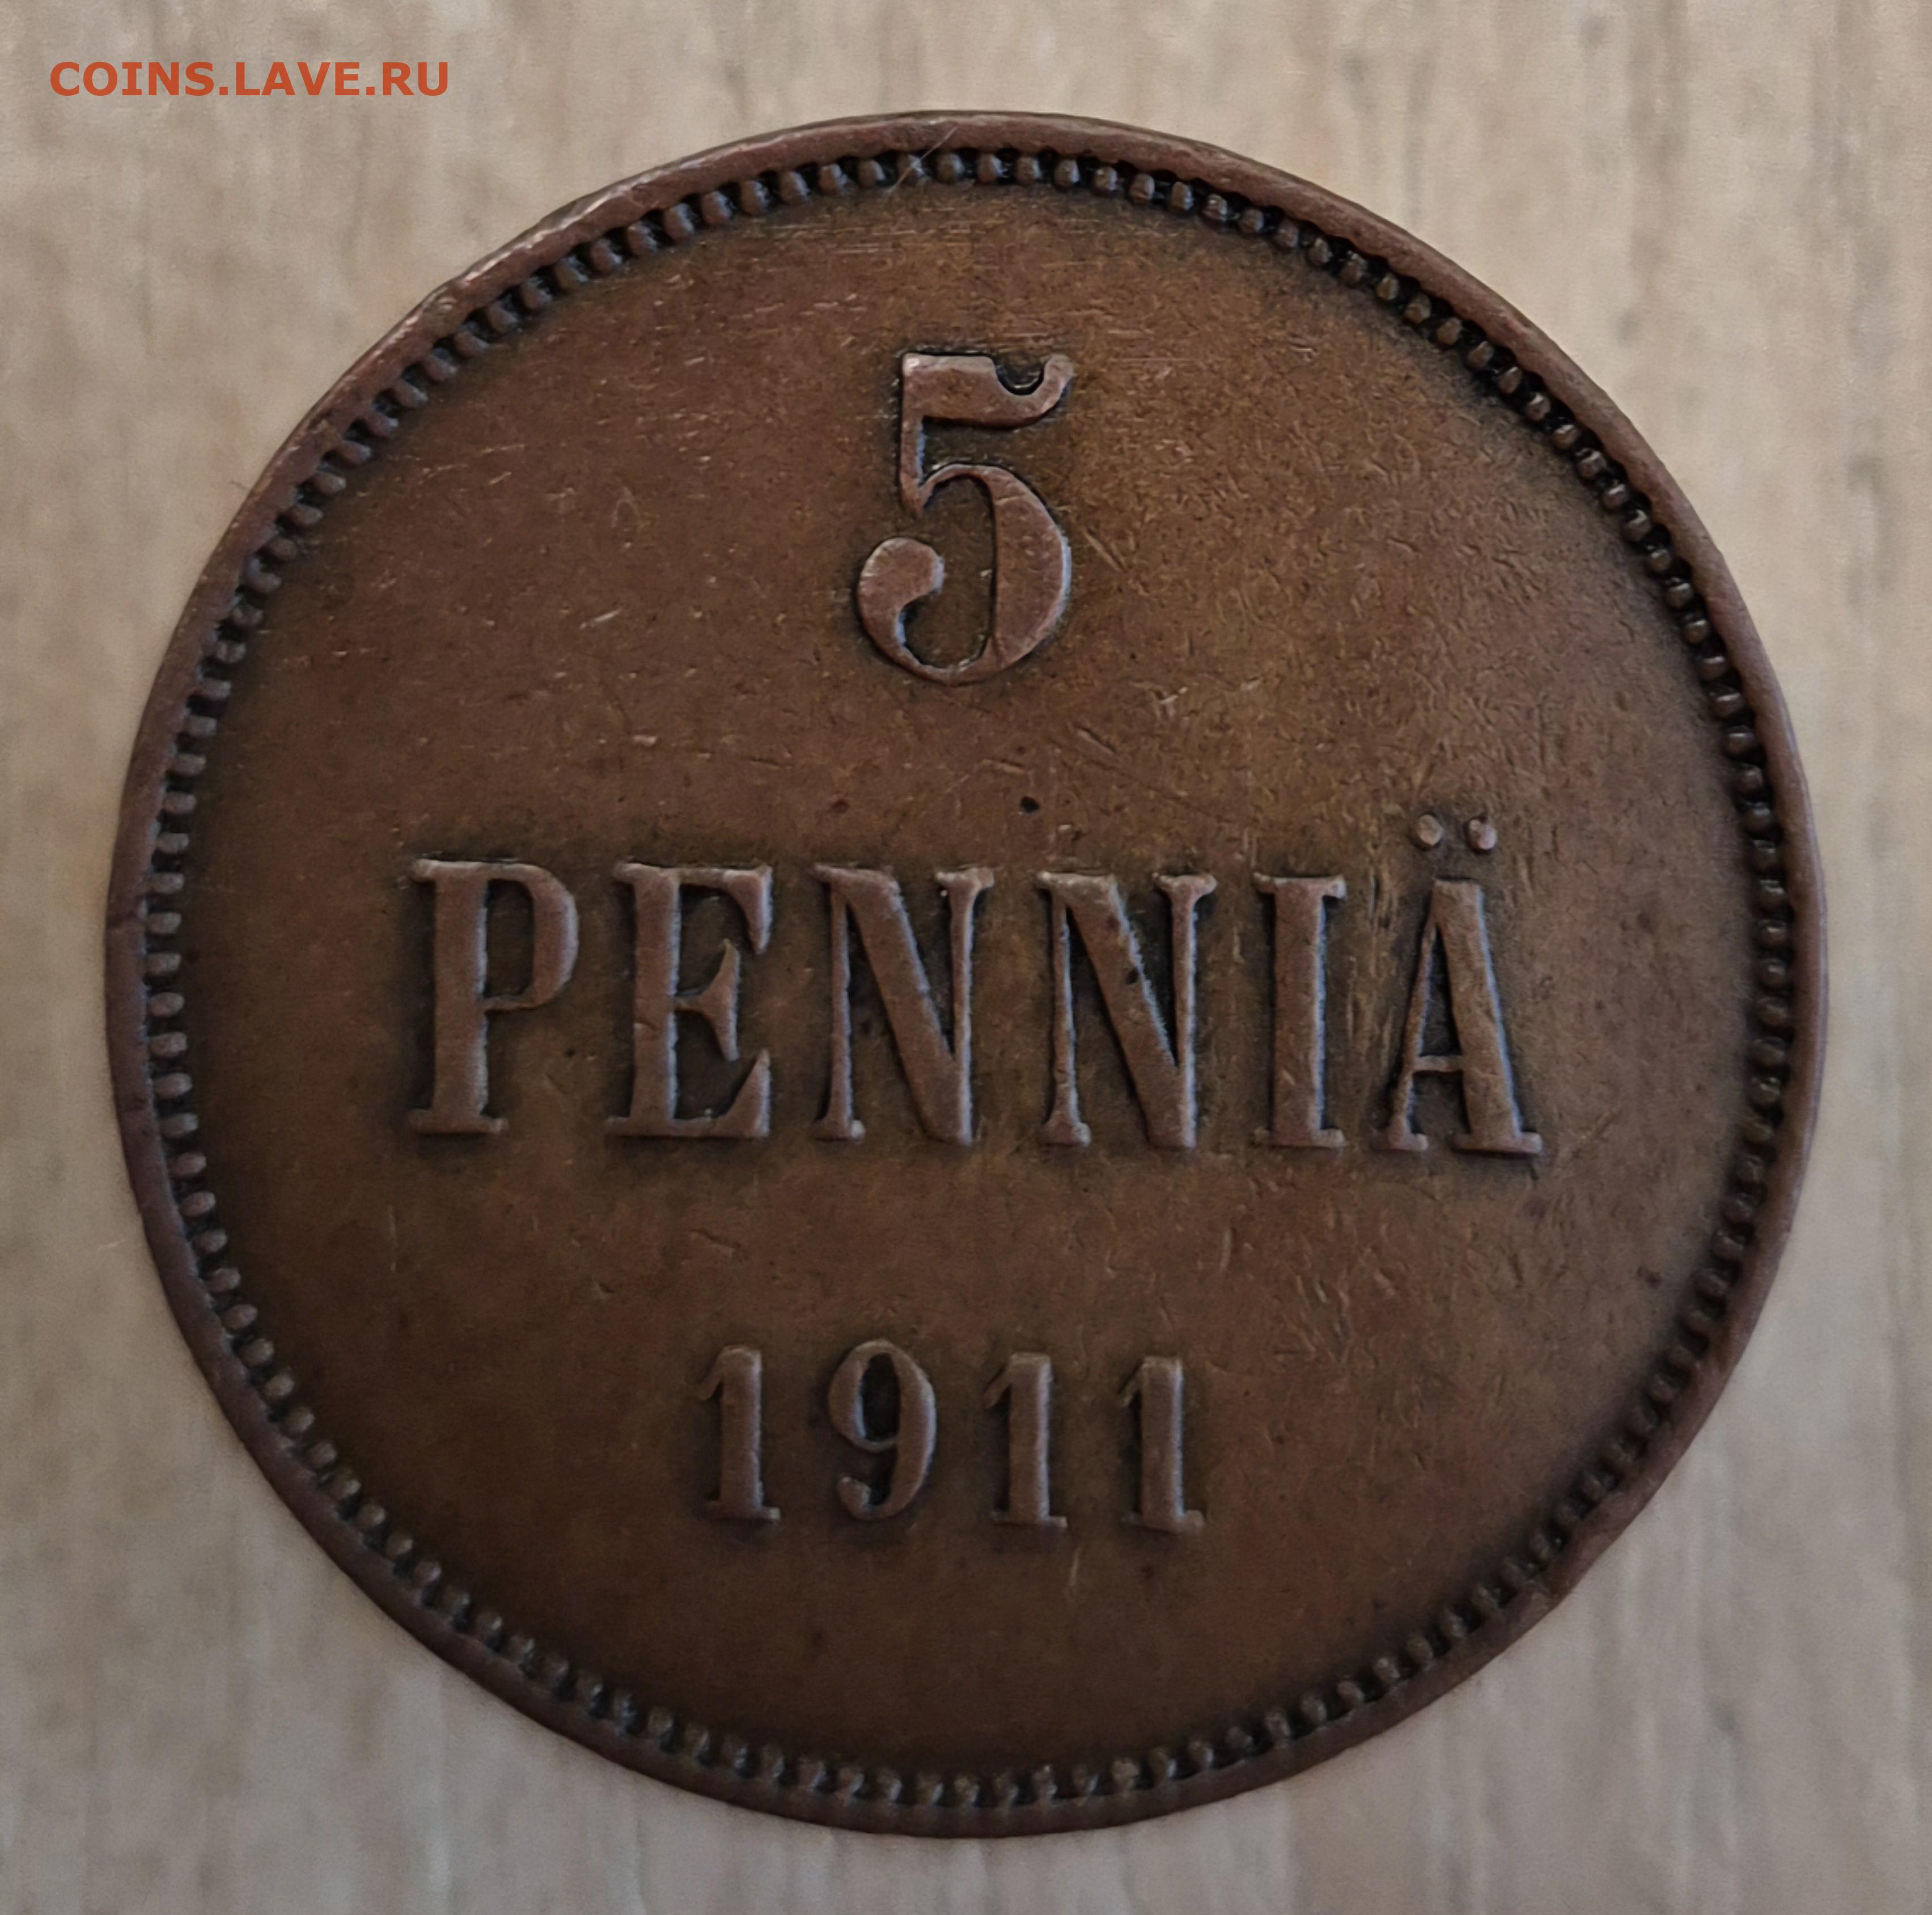 COINS.LAVE.RU
5
PENNIÄ
1911